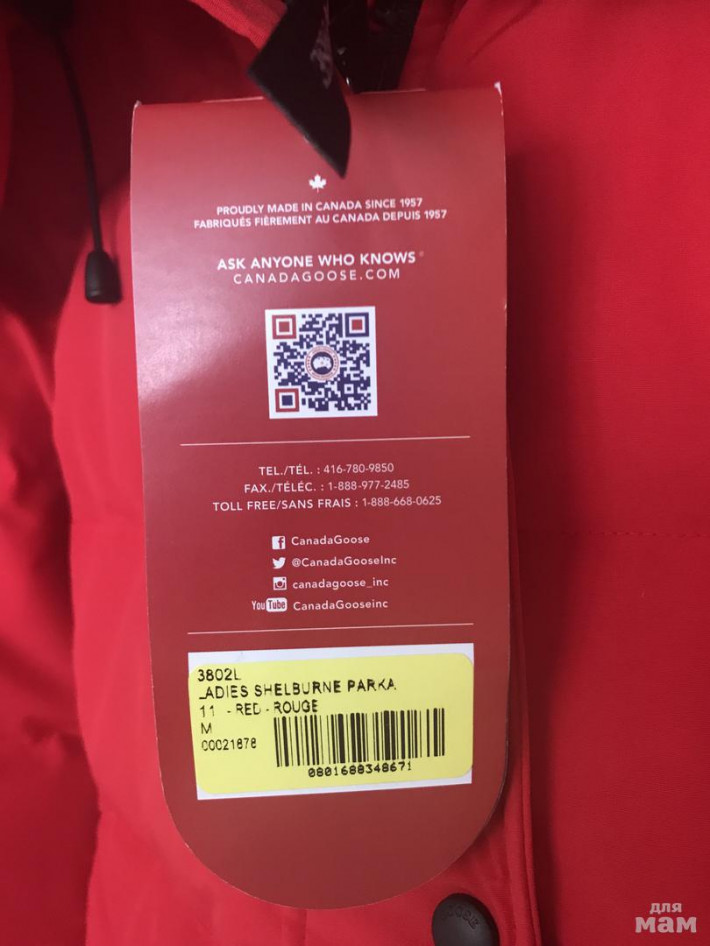 PROUDLY MADE IN CANADA SINCE 1957
FABRIQUÉS FIÈREMENT AU CANADA DEPUIS 1957
ASK ANYONE WHO KNOWS®
CANADAGOOSE.COM
TEL./TÉL. : 416-780-9850
FAX./TÉLÉC. : 1-888-977-2485
TOLL FREE/SANS FRAIS : 1-888-668-0625
CanadaGoose
@CanadaGooseInc
canadagoose_inc
YouTube CanadaGooseinc
3802L
LADIES SHELBURNE PARKA
11 - RED - ROUGE
M
00021878
0801688348671
для
мам